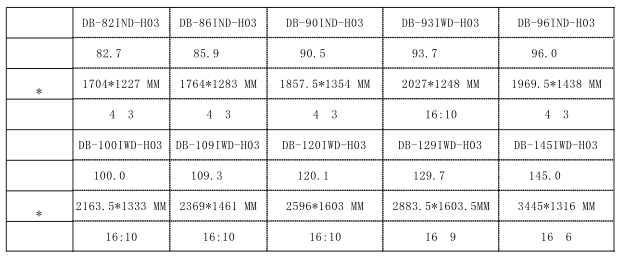 DB-82IND-H03 DB-86IND-H03 DB-90IND-H03 DB-93IWD-H03 DB-96IND-H03
82.7 85.9 90.5 93.7 96.0
* 1704*1227 MM 1764*1283 MM 1857.5*1354 MM 2027*1248 MM 1969.5*1438 MM
4 3 4 3 4 3 16:10 4 3
DB-100IWD-H03 DB-109IWD-H03 DB-120IWD-H03 DB-129IWD-H03 DB-145IWD-H03
100.0 109.3 120.1 129.7 145.0
* 2163.5*1333 MM 2369*1461 MM 2596*1603 MM 2883.5*1603.5MM 3445*1316 MM
16:10 16:10 16:10 16 9 16 6